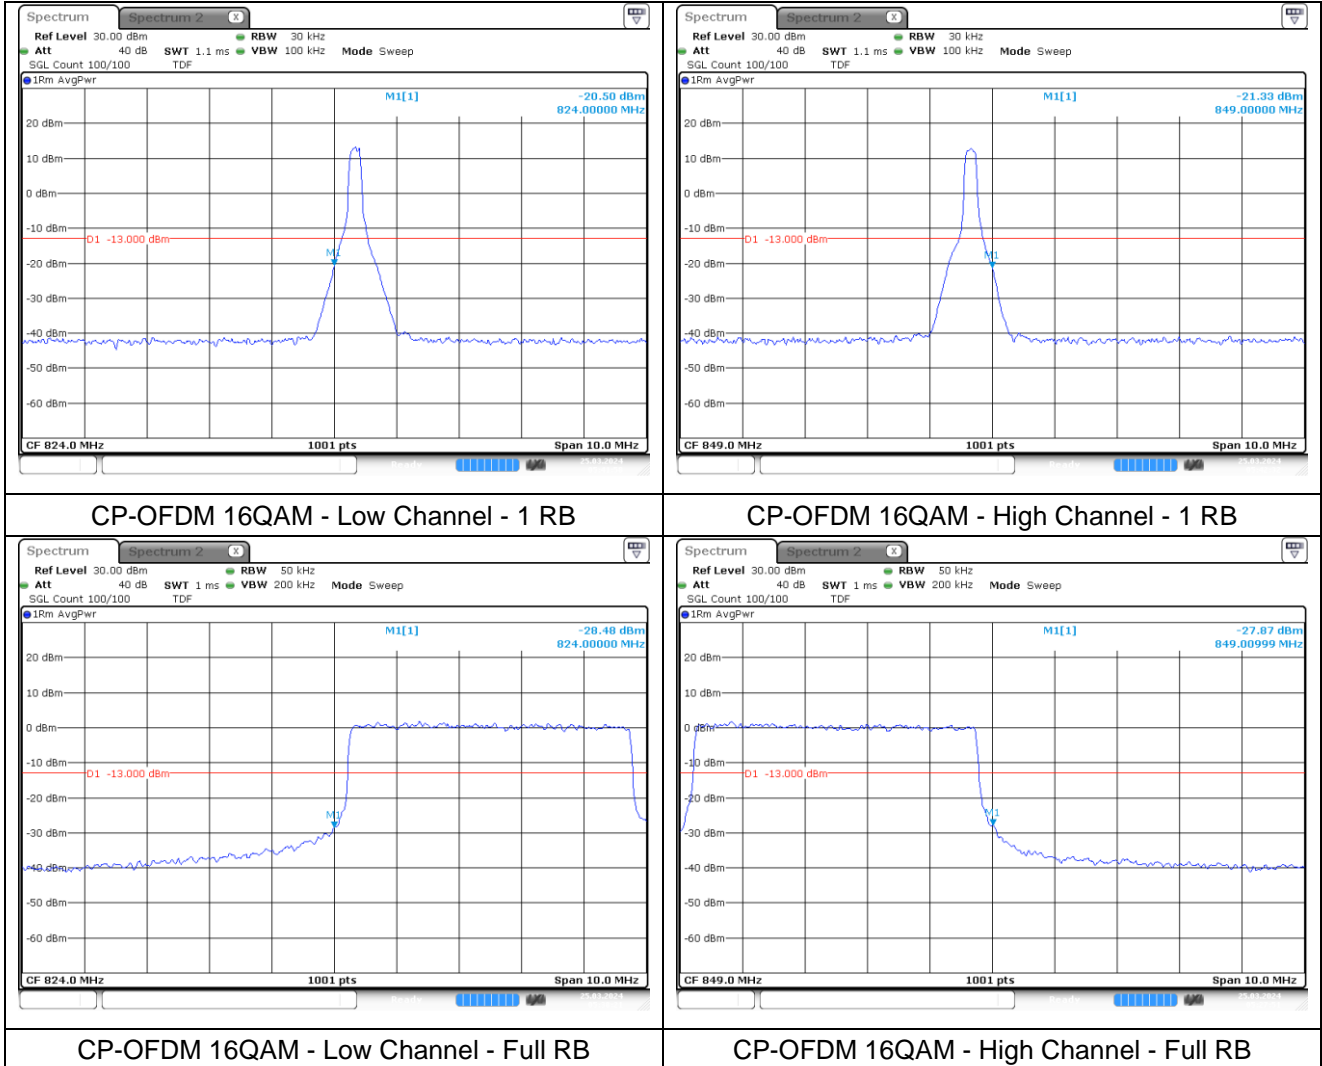 Spectrum Spectrum 2 X
Ref Level 30.00 dBm RBW 30 kHz
Att 40 dB SWT 1.1 ms VBW 100 kHz Mode Sweep
SGL Count 100/100 TDF
1Rm AvgPwr
M1[1] -20.50 dBm
824.00000 MHz
20 dBm
10 dBm
0 dBm
-10 dBm
D1 -13.000 dBm
M1
-20 dBm
-30 dBm
-40 dBm
-50 dBm
-60 dBm
CF 824.0 MHz 1001 pts Span 10.0 MHz
Ready 25.03.2024
CP-OFDM 16QAM - Low Channel - 1 RB
Spectrum Spectrum 2 X
Ref Level 30.00 dBm RBW 30 kHz
Att 40 dB SWT 1.1 ms VBW 100 kHz Mode Sweep
SGL Count 100/100 TDF
1Rm AvgPwr
M1[1] -21.33 dBm
849.00000 MHz
20 dBm
10 dBm
0 dBm
-10 dBm
D1 -13.000 dBm
M1
-20 dBm
-30 dBm
-40 dBm
-50 dBm
-60 dBm
CF 849.0 MHz 1001 pts Span 10.0 MHz
Ready 25.03.2024
CP-OFDM 16QAM - High Channel - 1 RB
Spectrum Spectrum 2 X
Ref Level 30.00 dBm RBW 50 kHz
Att 40 dB SWT 1 ms VBW 200 kHz Mode Sweep
SGL Count 100/100 TDF
1Rm AvgPwr
M1[1] -28.48 dBm
824.00000 MHz
20 dBm
10 dBm
0 dBm
-10 dBm
D1 -13.000 dBm
-20 dBm
M1
-30 dBm
-40 dBm
-50 dBm
-60 dBm
CF 824.0 MHz 1001 pts Span 10.0 MHz
Ready 25.03.2024
CP-OFDM 16QAM - Low Channel - Full RB
Spectrum Spectrum 2 X
Ref Level 30.00 dBm RBW 50 kHz
Att 40 dB SWT 1 ms VBW 200 kHz Mode Sweep
SGL Count 100/100 TDF
1Rm AvgPwr
M1[1] -27.87 dBm
849.00999 MHz
20 dBm
10 dBm
0 dBm
-10 dBm
D1 -13.000 dBm
-20 dBm
M1
-30 dBm
-40 dBm
-50 dBm
-60 dBm
CF 849.0 MHz 1001 pts Span 10.0 MHz
Ready 25.03.2024
CP-OFDM 16QAM - High Channel - Full RB